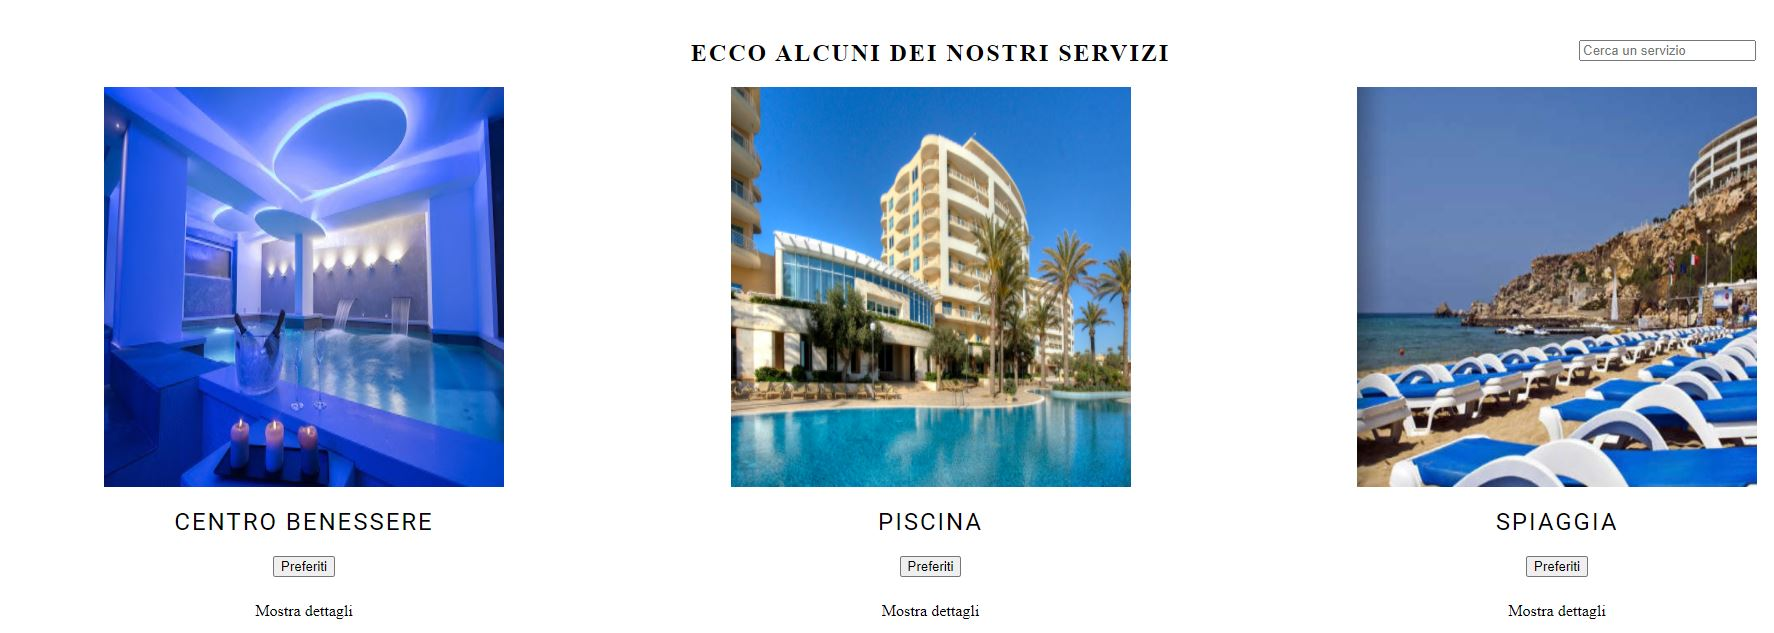 ECCO ALCUNI DEI NOSTRI SERVIZI
Cerca un servizio
CENTRO BENESSERE
PISCINA
SPIAGGIA
Preferiti
Preferiti
Preferiti
Mostra dettagli
Mostra dettagli
Mostra dettagli